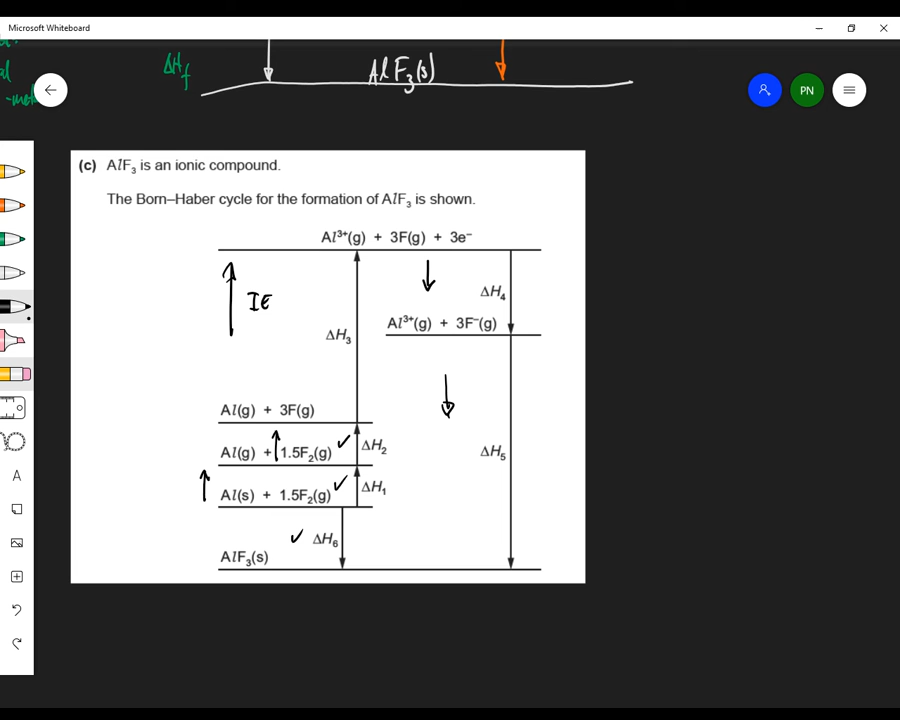 Microsoft Whiteboard
ΔHf
AlF₃(s)
PN
(c) AlF₃ is an ionic compound.
The Born–Haber cycle for the formation of AlF₃ is shown.
Al³⁺(g) + 3F(g) + 3e⁻
IE
ΔH₄
Al³⁺(g) + 3F⁻(g)
ΔH₃
Al(g) + 3F(g)
Al(g) + 1.5F₂(g) ✓ ΔH₂
ΔH₅
Al(s) + 1.5F₂(g) ✓ ΔH₁
✓ ΔH₆
AlF₃(s)
A